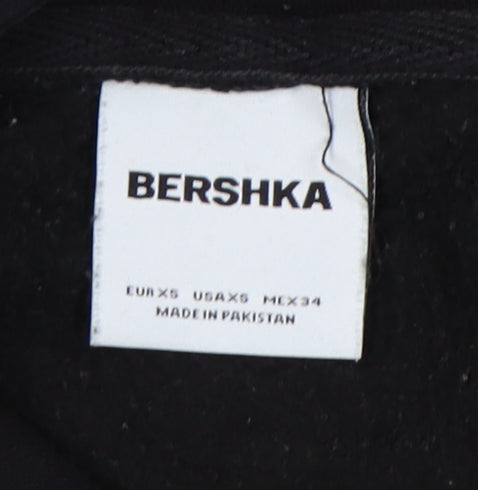 BERSHKA
EUR XS USA XS MEX 34
MADE IN PAKISTAN